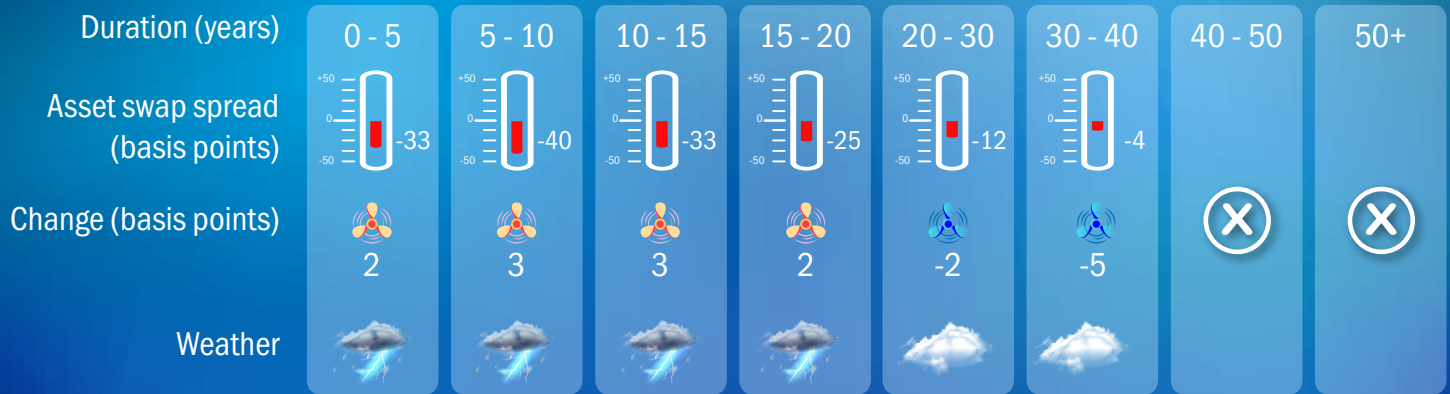 Duration (years) 0 - 5 5 - 10 10 - 15 15 - 20 20 - 30 30 - 40 40 - 50 50+
Asset swap spread
(basis points)
+50 +50 +50 +50 +50 +50
0 0 0 0 0 0
-33 -40 -33 -25 -12 -4
-50 -50 -50 -50 -50 -50
Change (basis points) X X
2 3 3 2 -2 -5
Weather